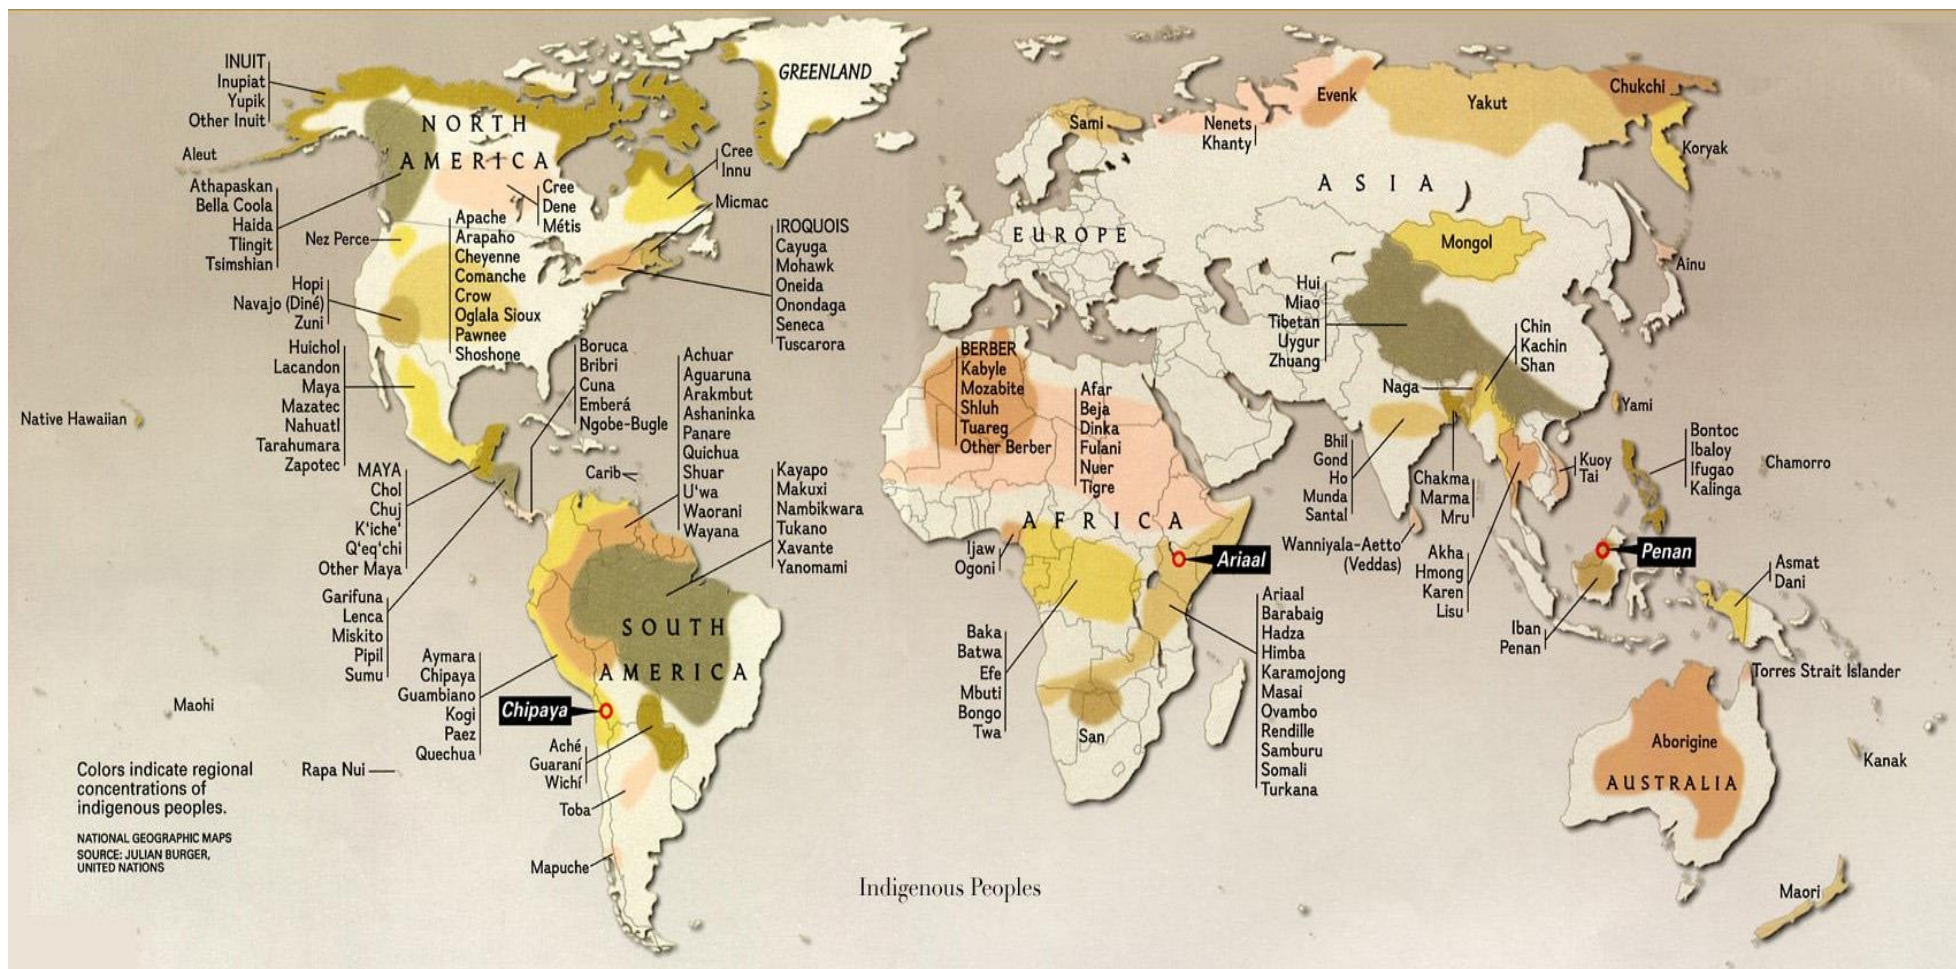 INUIT
Inupiat
Yupik
Other Inuit
Aleut
Athapaskan
Bella Coola
Haida
Tlingit
Tsimshian
Nez Perce
Hopi
Navajo (Diné)
Zuni
Huichol
Lacandon
Maya
Mazatec
Nahuatl
Tarahumara
Zapotec
Native Hawaiian
MAYA
Chol
Chuj
K'iche'
Q'eq'chi
Other Maya
Garifuna
Lenca
Miskito
Pipil
Sumu
Aymara
Chipaya
Guambiano
Kogi
Paez
Quechua
Chipaya
Maohi
Rapa Nui
Aché
Guaraní
Wichí
Toba
Mapuche
NORTH
AMERICA
GREENLAND
Cree
Innu
Micmac
Cree
Dene
Métis
Apache
Arapaho
Cheyenne
Comanche
Crow
Oglala Sioux
Pawnee
Shoshone
IROQUOIS
Cayuga
Mohawk
Oneida
Onondaga
Seneca
Tuscarora
Boruca
Bribri
Cuna
Emberá
Ngobe-Bugle
Carib
Achuar
Aguaruna
Arakmbut
Ashaninka
Panare
Quichua
Shuar
U'wa
Waorani
Wayana
Kayapo
Makuxi
Nambikwara
Tukano
Xavante
Yanomami
SOUTH
AMERICA
Sami
EUROPE
Nenets
Khanty
Evenk
Yakut
Chukchi
Koryak
ASIA
Mongol
Ainu
Hui
Miao
Tibetan
Uygur
Zhuang
Chin
Kachin
Shan
Naga
Yami
BERBER
Kabyle
Mozabite
Shluh
Tuareg
Other Berber
Afar
Beja
Dinka
Fulani
Nuer
Tigre
AFRICA
Ijaw
Ogoni
Ariaal
Baka
Batwa
Efe
Mbuti
Bongo
Twa
San
Ariaal
Barabaig
Hadza
Himba
Karamojong
Masai
Ovambo
Rendille
Samburu
Somali
Turkana
Bhil
Gond
Ho
Munda
Santal
Chakma
Marma
Mru
Wanniyala-Aetto
(Veddas)
Akha
Hmong
Karen
Lisu
Kuoy
Tai
Bontoc
Ibaloy
Ifugao
Kalinga
Chamorro
Penan
Iban
Penan
Asmat
Dani
Torres Strait Islander
Aborigine
AUSTRALIA
Kanak
Maori
Colors indicate regional
concentrations of
indigenous peoples.
NATIONAL GEOGRAPHIC MAPS
SOURCE: JULIAN BURGER,
UNITED NATIONS
Indigenous Peoples